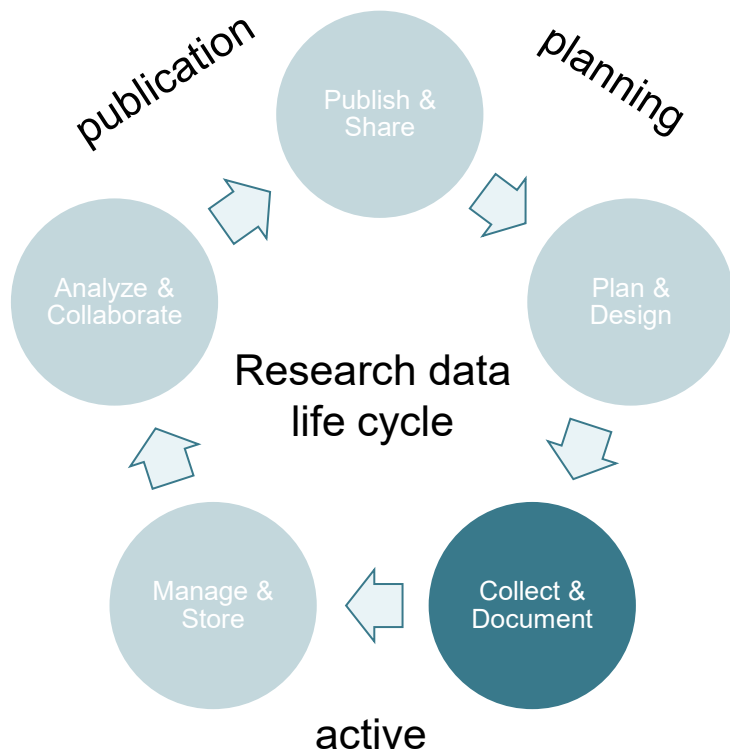 publication
planning
Publish &
Share
Analyze &
Collaborate
Plan &
Design
Research data
life cycle
Manage &
Store
Collect &
Document
active